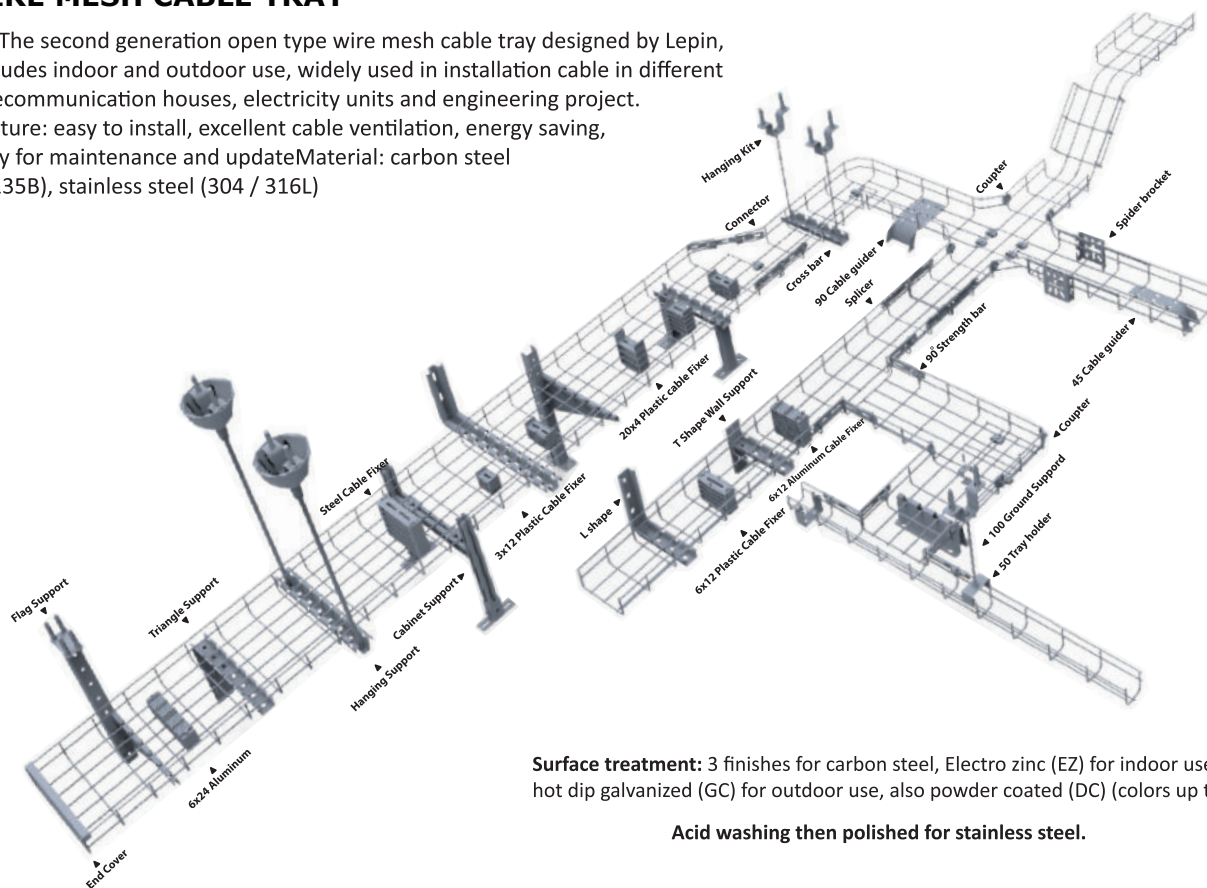 WIRE MESH CABLE TRAY
The second generation open type wire mesh cable tray designed by Lepin,
udes indoor and outdoor use, widely used in installation cable in different
ecommunication houses, electricity units and engineering project.
ture: easy to install, excellent cable ventilation, energy saving,
y for maintenance and updateMaterial: carbon steel
135B), stainless steel (304 / 316L)
Hanging Kit
Coupter
Connector
Spider brocket
Cross bar
90 Cable guider
Splicer
90° Strength bar
45 Cable guider
20x4 Plastic cable Fixer
T Shape Wall Support
Coupter
6x12 Aluminum Cable Fixer
Steel Cable Fixer
3x12 Plastic Cable Fixer
L shape
100 Ground Suppord
6x12 Plastic Cable Fixer
50 Tray holder
Flag Support
Triangle Support
Cabinet Support
Hanging Support
6x24 Aluminum
End Cover
Surface treatment: 3 finishes for carbon steel, Electro zinc (EZ) for indoor use
hot dip galvanized (GC) for outdoor use, also powder coated (DC) (colors up t
Acid washing then polished for stainless steel.